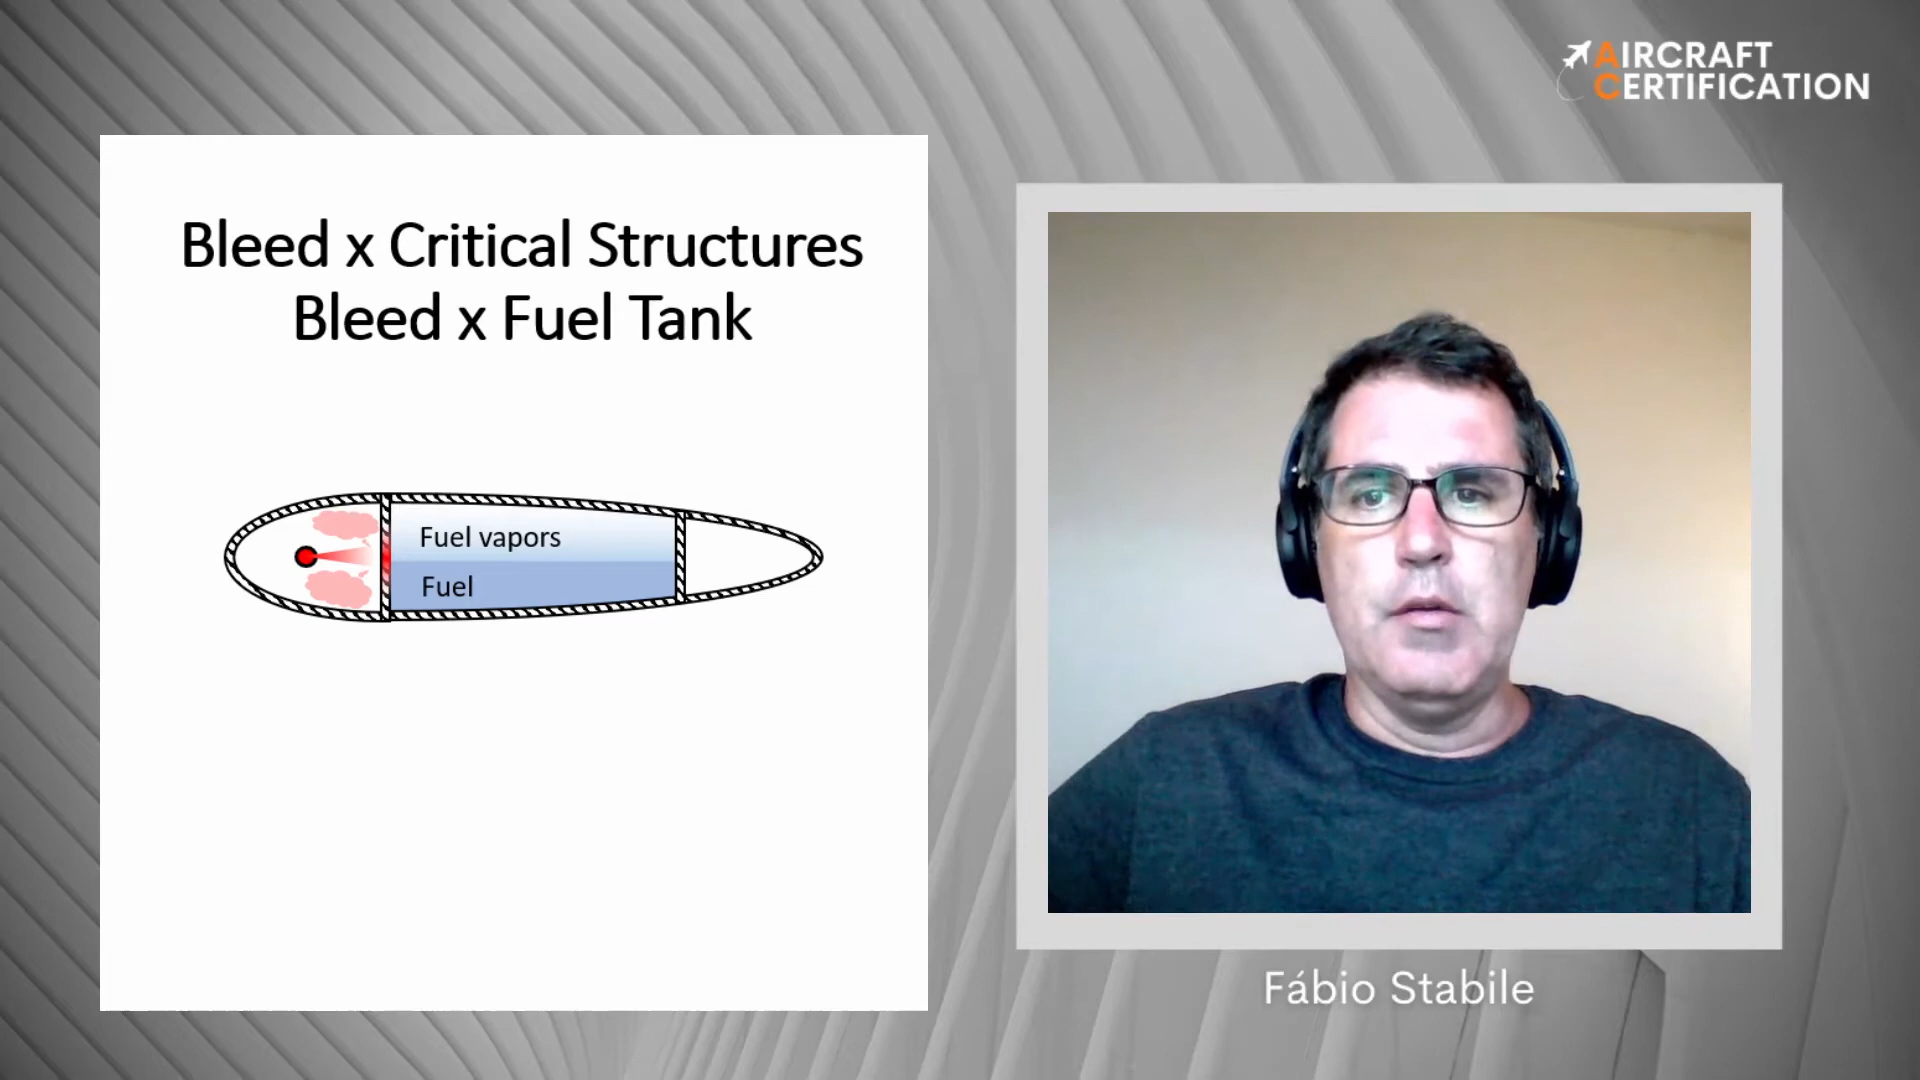 AIRCRAFT
CERTIFICATION
Bleed x Critical Structures
Bleed x Fuel Tank
Fuel vapors
Fuel
Fábio Stabile